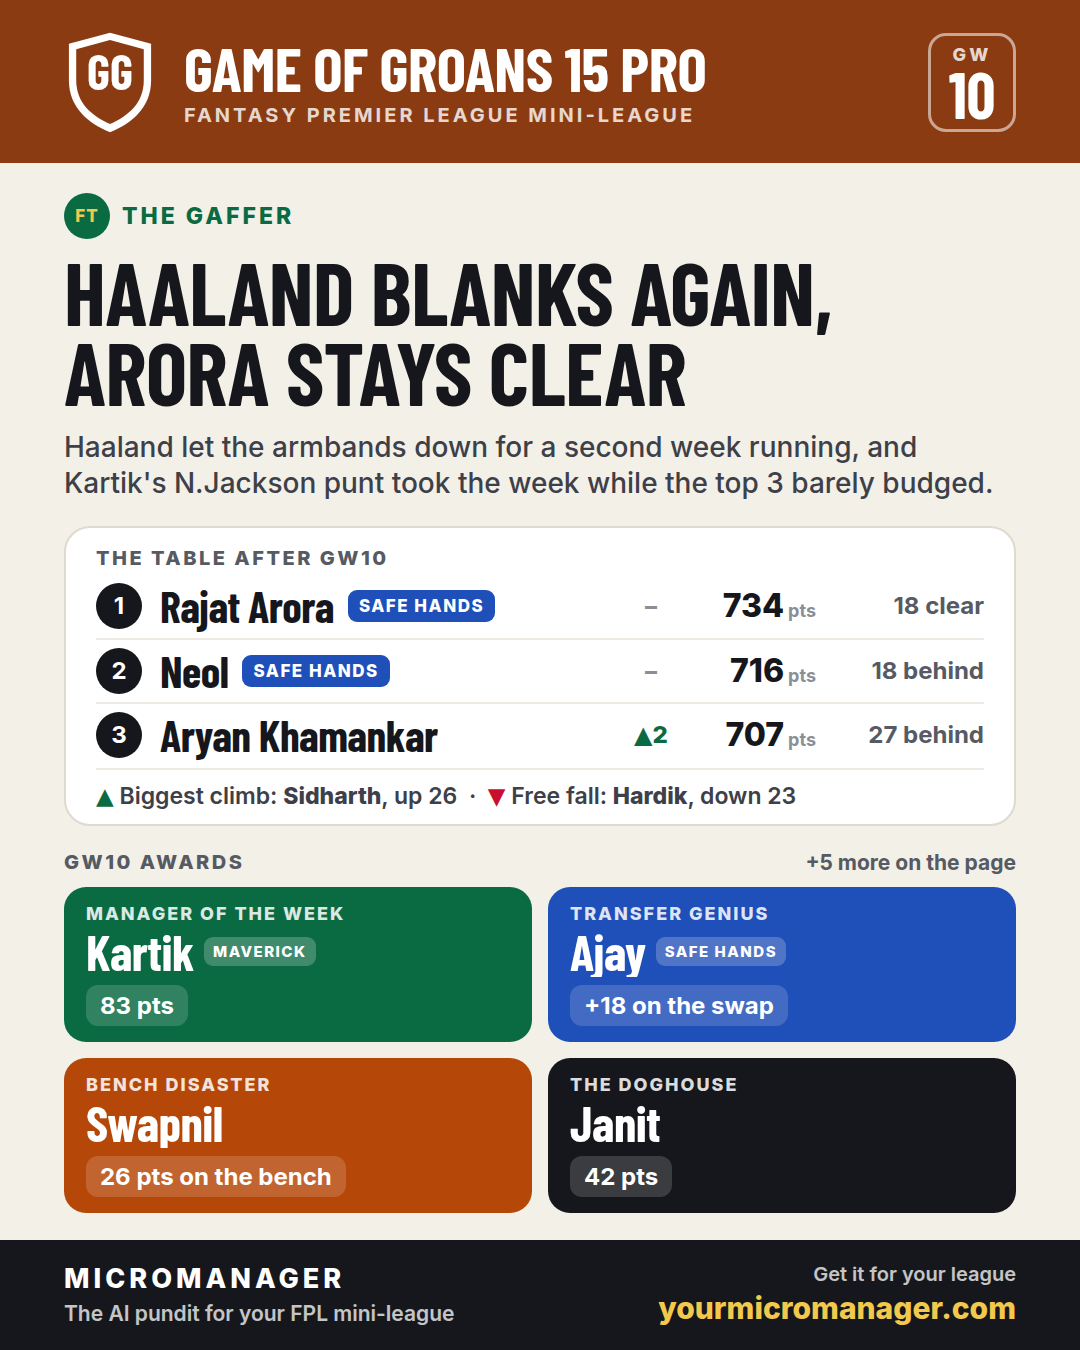 GG
GAME OF GROANS 15 PRO
FANTASY PREMIER LEAGUE MINI-LEAGUE
GW
10
FT THE GAFFER
HAALAND BLANKS AGAIN,
ARORA STAYS CLEAR
Haaland let the armbands down for a second week running, and
Kartik's N.Jackson punt took the week while the top 3 barely budged.
THE TABLE AFTER GW10
1 Rajat Arora SAFE HANDS – 734 pts 18 clear
2 Neol SAFE HANDS – 716 pts 18 behind
3 Aryan Khamankar ▲2 707 pts 27 behind
▲ Biggest climb: Sidharth, up 26 · ▼ Free fall: Hardik, down 23
GW10 AWARDS +5 more on the page
MANAGER OF THE WEEK
Kartik MAVERICK
83 pts
TRANSFER GENIUS
Ajay SAFE HANDS
+18 on the swap
BENCH DISASTER
Swapnil
26 pts on the bench
THE DOGHOUSE
Janit
42 pts
MICROMANAGER
The AI pundit for your FPL mini-league
Get it for your league
yourmicromanager.com